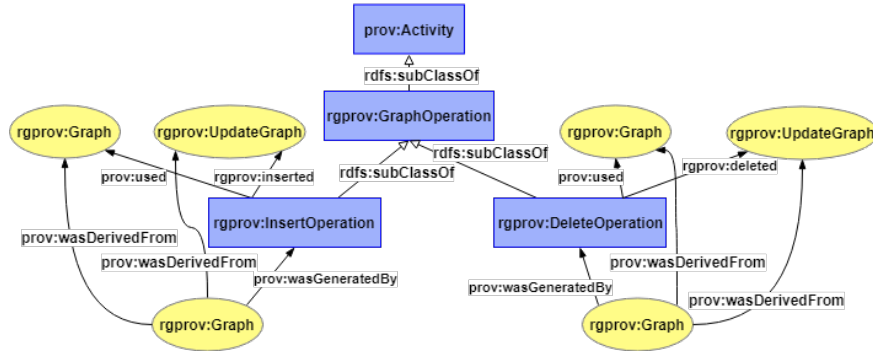 prov:Activity
rdfs:subClassOf
rgprov:GraphOperation
rgprov:Graph
rgprov:UpdateGraph
rgprov:Graph
rgprov:UpdateGraph
rdfs:subClassOf
rdfs:subClassOf
prov:used
rgprov:inserted
prov:used
rgprov:deleted
rgprov:InsertOperation
rgprov:DeleteOperation
prov:wasDerivedFrom
prov:wasDerivedFrom
prov:wasGeneratedBy
prov:wasDerivedFrom
prov:wasGeneratedBy
prov:wasDerivedFrom
rgprov:Graph
rgprov:Graph